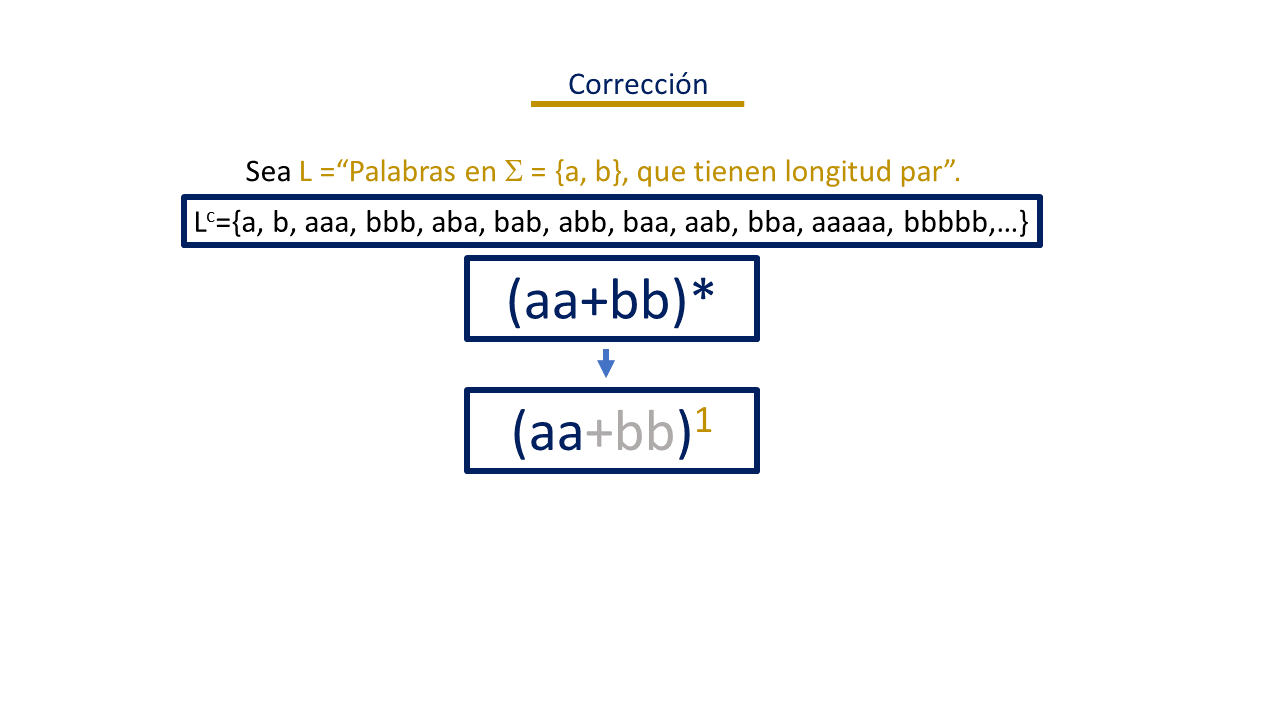 Corrección
Sea L =“Palabras en Σ = {a, b}, que tienen longitud par”.
Lᶜ={a, b, aaa, bbb, aba, bab, abb, baa, aab, bba, aaaaa, bbbbb,...}
(aa+bb)*
(aa+bb)¹